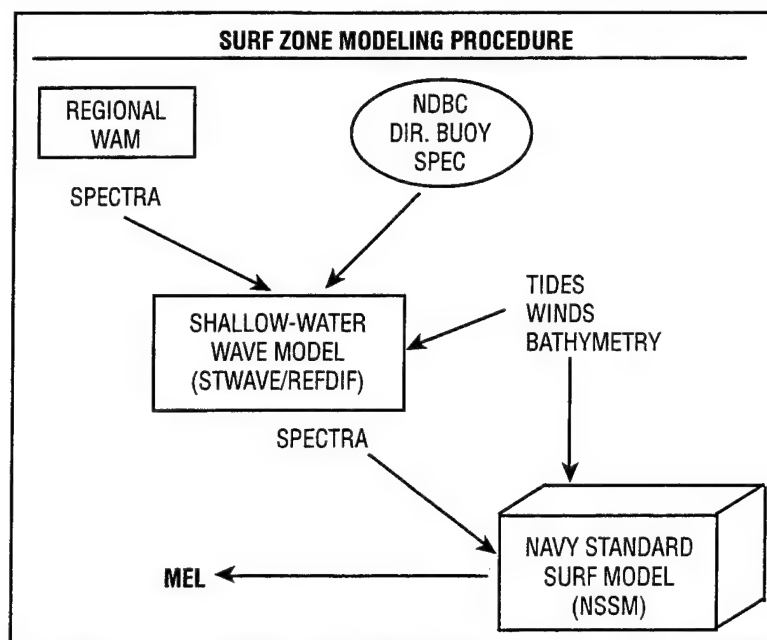 SURF ZONE MODELING PROCEDURE
REGIONAL
WAM
NDBC
DIR. BUOY
SPEC
SPECTRA
TIDES
WINDS
BATHYMETRY
SHALLOW-WATER
WAVE MODEL
(STWAVE/REFDIF)
SPECTRA
NAVY STANDARD
SURF MODEL
(NSSM)
MEL